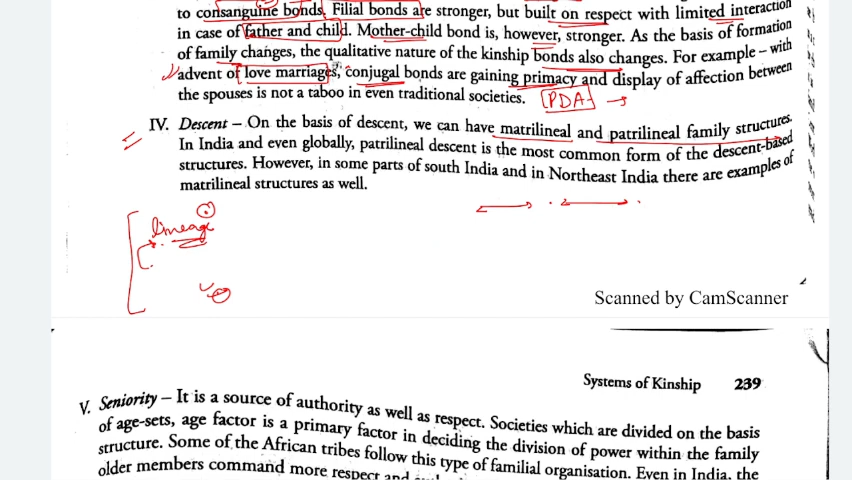 to consanguine bonds. Filial bonds are stronger, but built on respect with limited interaction
in case of father and child. Mother-child bond is, however, stronger. As the basis of formation
of family changes, the qualitative nature of the kinship bonds also changes. For example – with
advent of love marriages, conjugal bonds are gaining primacy and display of affection between
the spouses is not a taboo in even traditional societies.
PDA
IV. Descent – On the basis of descent, we can have matrilineal and patrilineal family structures.
In India and even globally, patrilineal descent is the most common form of the descent-based
structures. However, in some parts of south India and in Northeast India there are examples of
matrilineal structures as well.
lineage
Scanned by CamScanner
Systems of Kinship 239
V. Seniority – It is a source of authority as well as respect. Societies which are divided on the basis
of age-sets, age factor is a primary factor in deciding the division of power within the family
structure. Some of the African tribes follow this type of familial organisation. Even in India, the
older members command more respect and